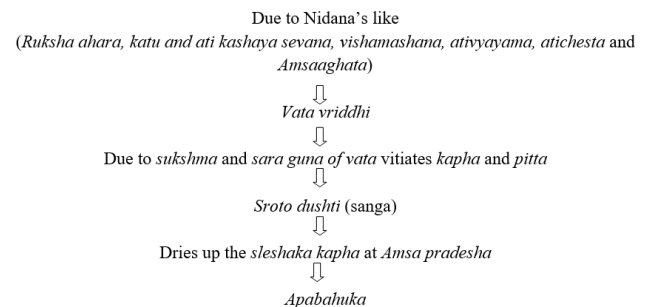 Due to Nidana's like
(Ruksha ahara, katu and ati kashaya sevana, vishamashana, ativyayama, atichesta and
Amsaaghata)
Vata vriddhi
Due to sukshma and sara guna of vata vitiates kapha and pitta
Sroto dushti (sanga)
Dries up the sleshaka kapha at Amsa pradesha
Apabahuka